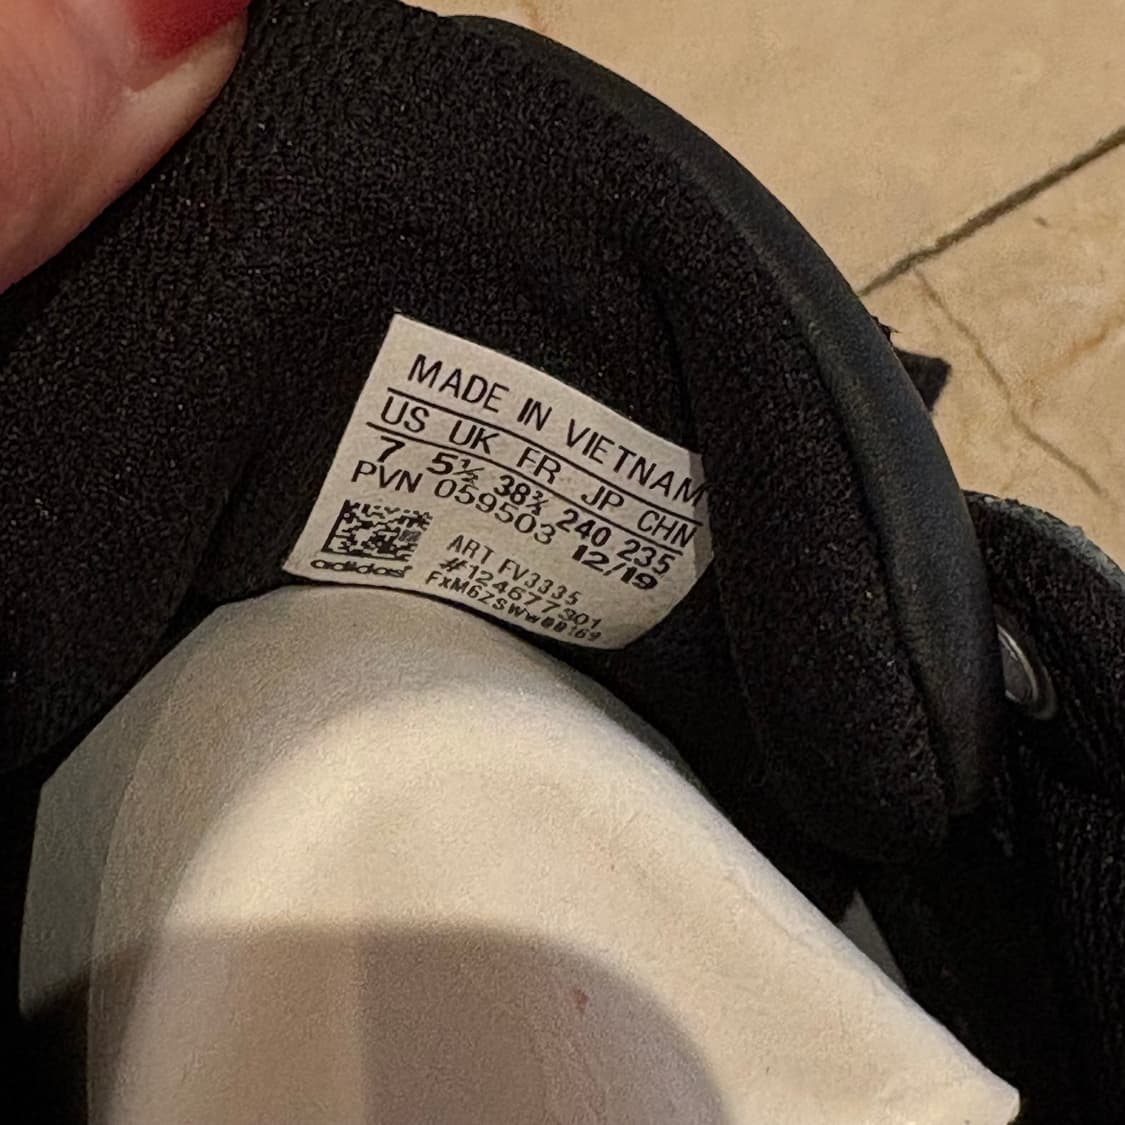 MADE IN VIETNAM
US UK FR JP CHN
7 5½ 38⅔ 240 235
PVN 059503 12/19
ART FV3335
#124677301
adidas